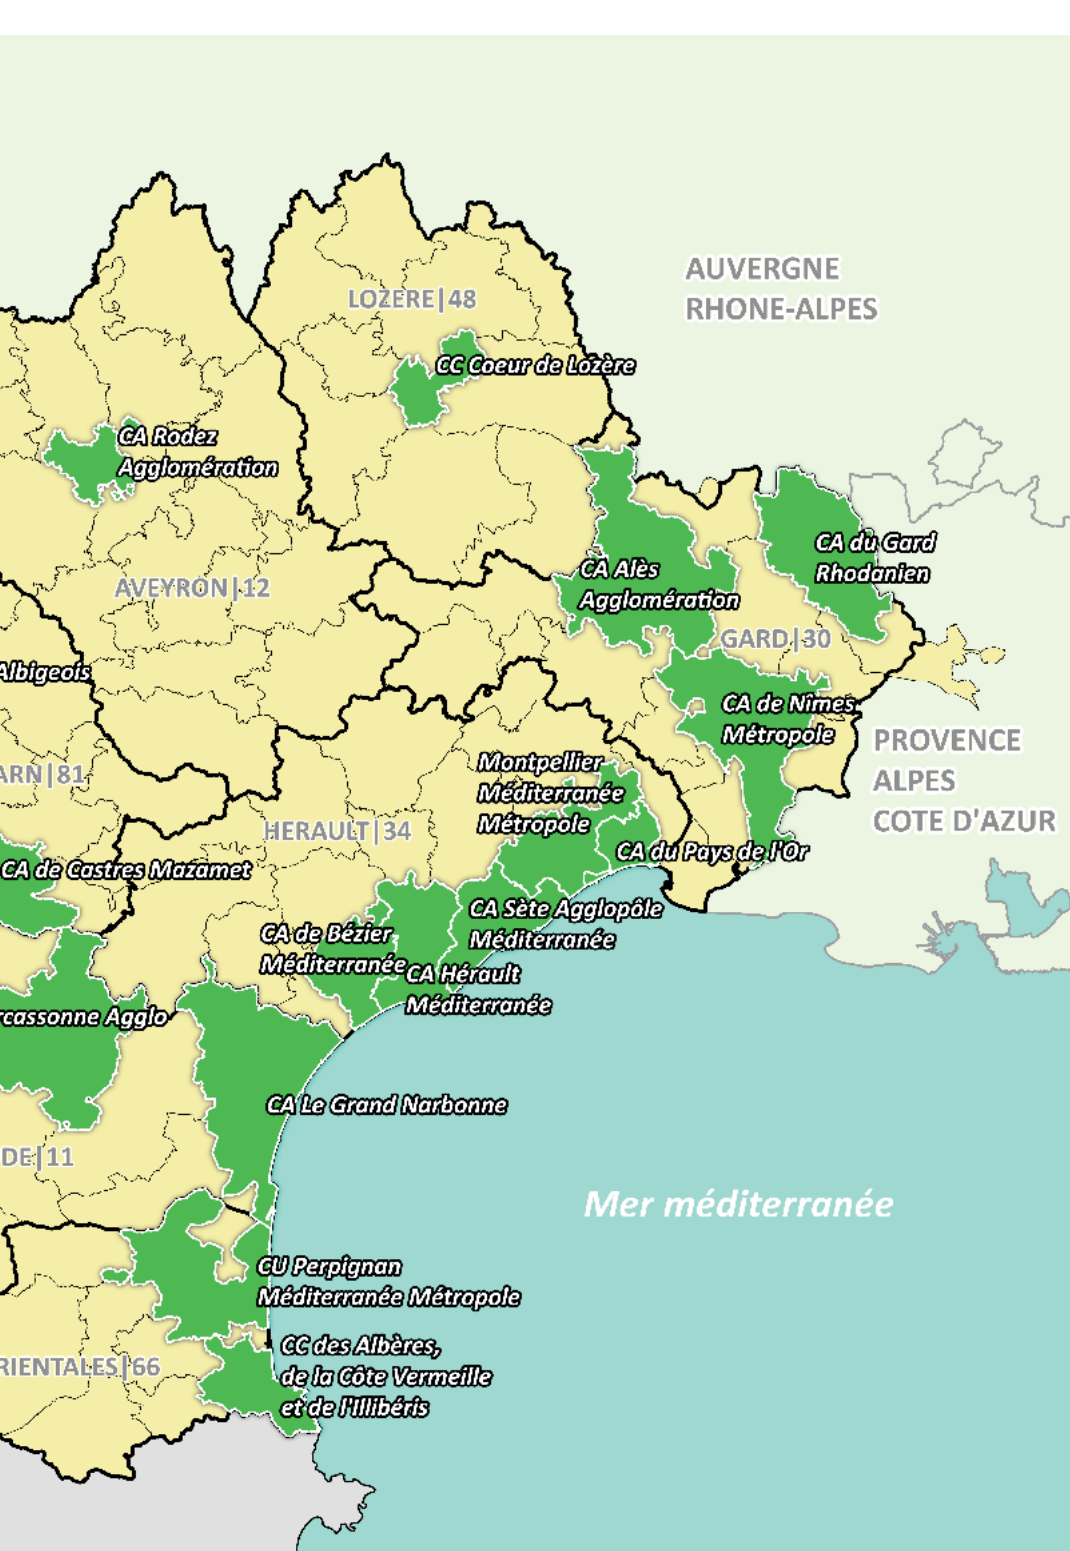 AUVERGNE
RHONE-ALPES
LOZERE|48
CC Coeur de Lozère
CA Rodez
Agglomération
CA du Gard
Rhodanien
CA Alès
Agglomération
AVEYRON|12
GARD|30
Albigeois
CA de Nîmes
Métropole
PROVENCE
ALPES
COTE D'AZUR
Montpellier
Méditerranée
Métropole
ARN|81
HERAULT|34
CA du Pays de l'Or
CA de Castres Mazamet
CA Sète Agglopôle
Méditerranée
CA de Bézier
Méditerranée
CA Hérault
Méditerranée
rcassonne Agglo
CA Le Grand Narbonne
DE|11
Mer méditerranée
CU Perpignan
Méditerranée Métropole
CC des Albères,
de la Côte Vermeille
et de l'Illibéris
RIENTALES|66